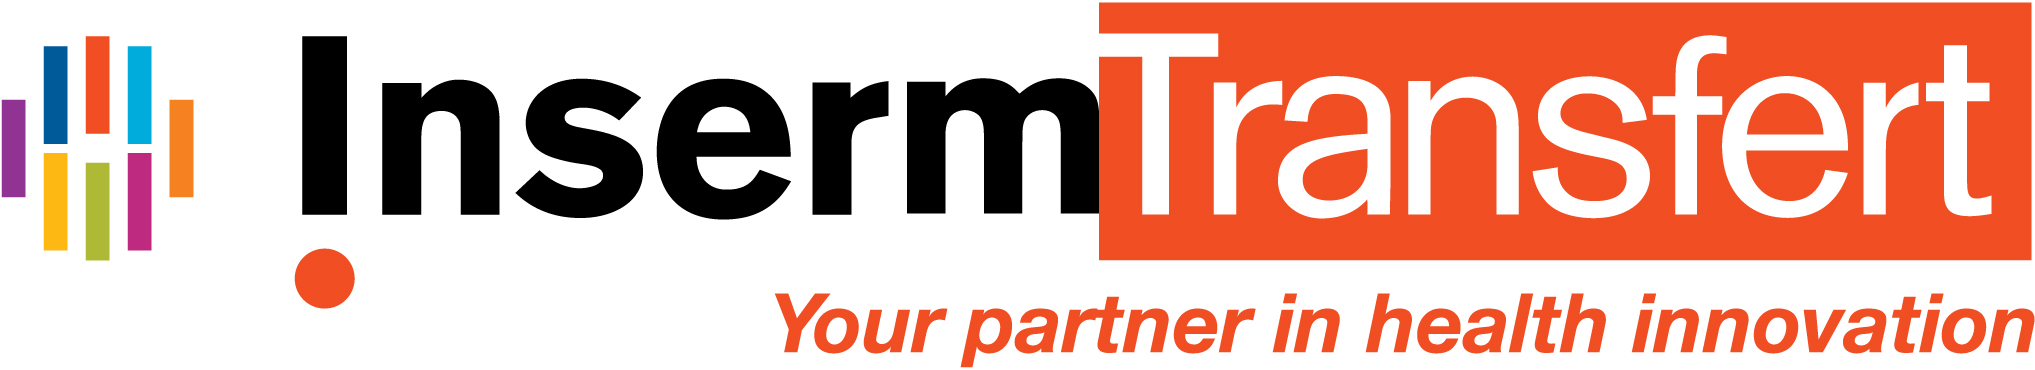 InsermTransfert
Your partner in health innovation